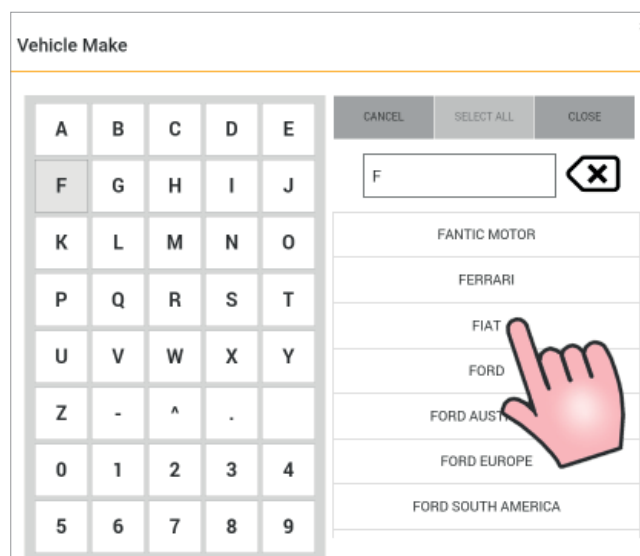 Vehicle Make
A B C D E
F G H I J
K L M N O
P Q R S T
U V W X Y
Z - ^ .
0 1 2 3 4
5 6 7 8 9
CANCEL SELECT ALL CLOSE
F
FANTIC MOTOR
FERRARI
FIAT
FORD
FORD
FORD EUROPE
FORD SOUTH AMERICA